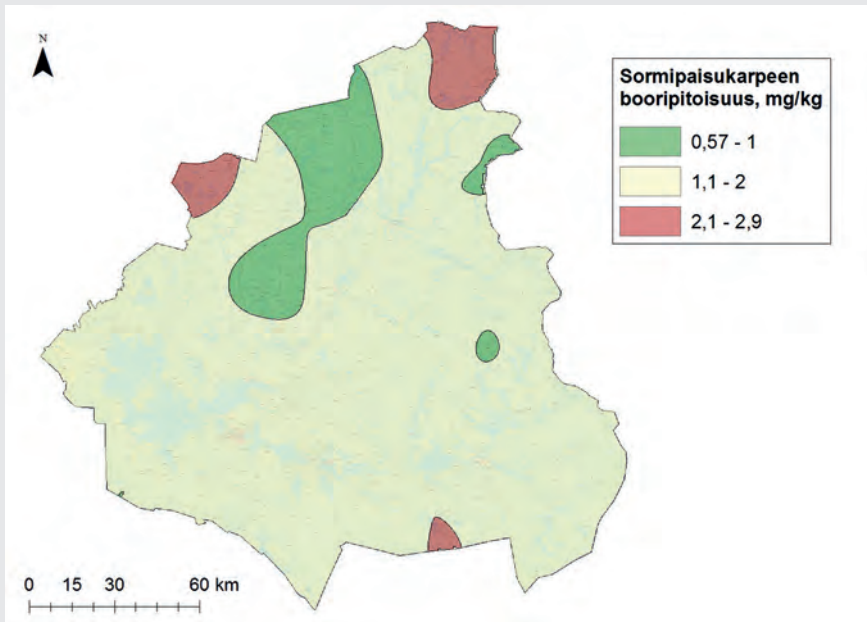 N
Sormipaisukarpeen
booripitoisuus, mg/kg
0,57 - 1
1,1 - 2
2,1 - 2,9
0 15 30 60 km